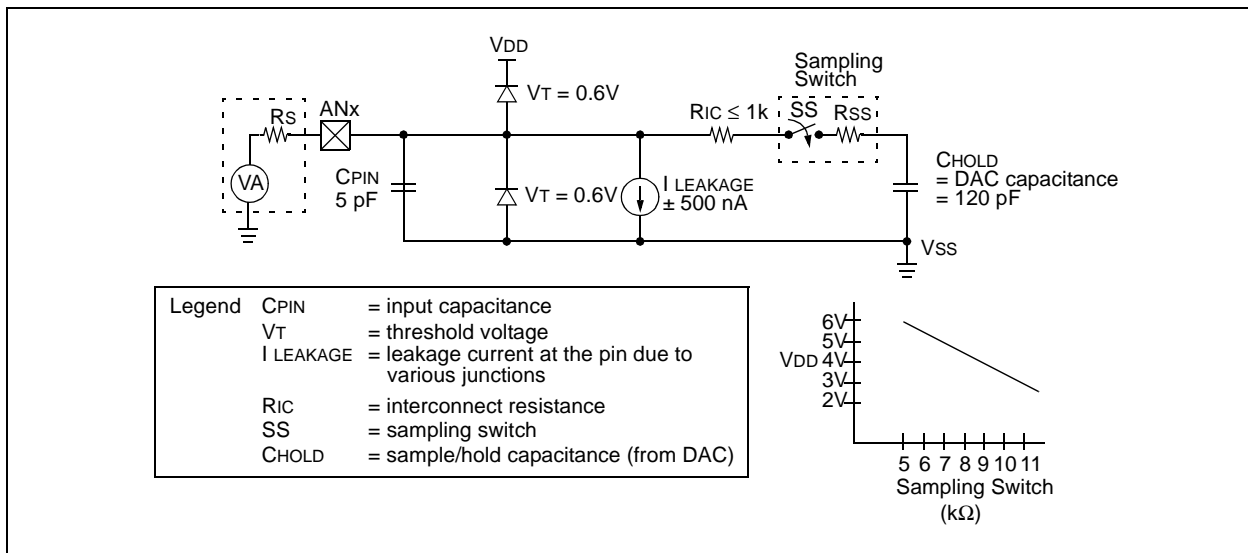 VDD
Sampling
Switch
VT = 0.6V
RS
ANx
RIC ≤ 1k
SS
RSS
VA
CPIN
5 pF
VT = 0.6V
I LEAKAGE
± 500 nA
CHOLD
= DAC capacitance
= 120 pF
VSS
Legend CPIN = input capacitance
VT = threshold voltage
I LEAKAGE = leakage current at the pin due to
various junctions
RIC = interconnect resistance
SS = sampling switch
CHOLD = sample/hold capacitance (from DAC)
6V
5V
VDD 4V
3V
2V
5 6 7 8 9 10 11
Sampling Switch
(kΩ)